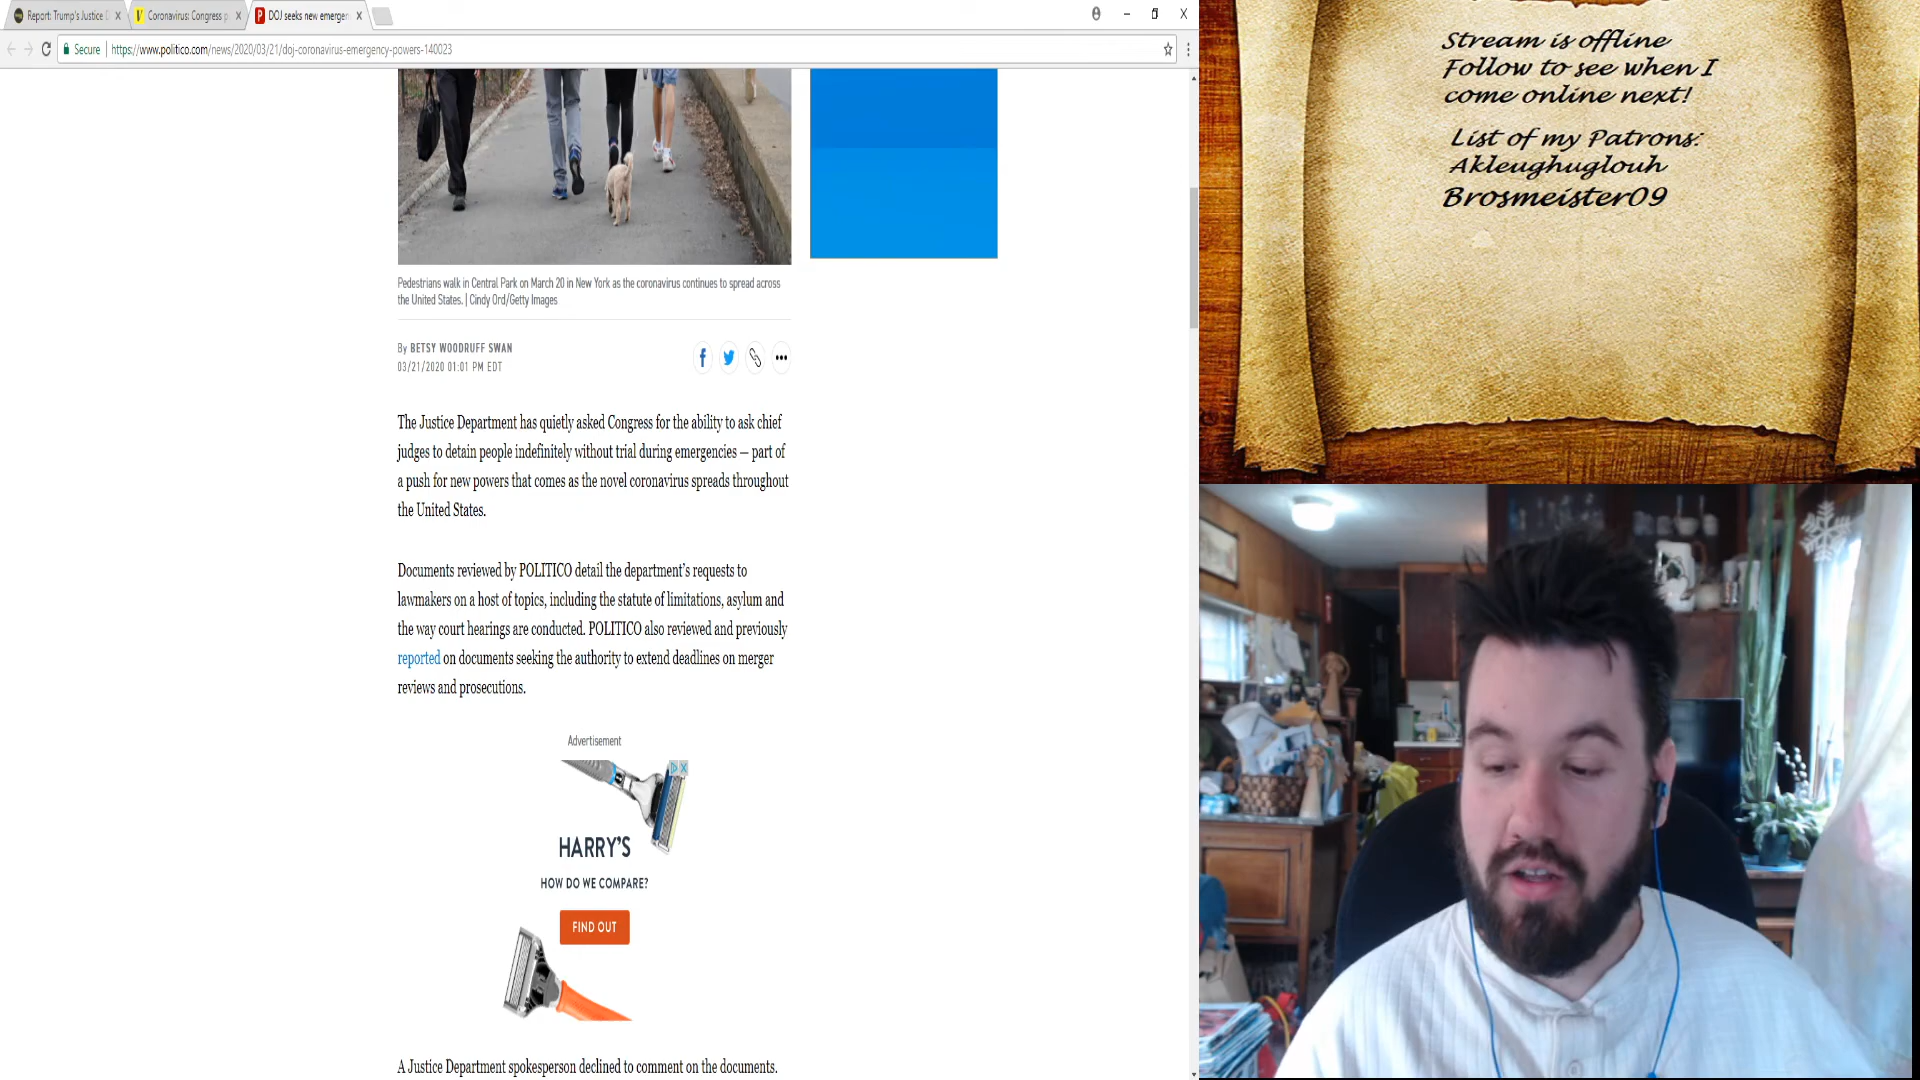 Report: Trump's Justice D
Coronavirus: Congress p
DOJ seeks new emergen
Secure
https://www.politico.com/news/2020/03/21/doj-coronavirus-emergency-powers-140023
Pedestrians walk in Central Park on March 20 in New York as the coronavirus continues to spread across
the United States. | Cindy Ord/Getty Images
By BETSY WOODRUFF SWAN
03/21/2020 01:01 PM EDT
The Justice Department has quietly asked Congress for the ability to ask chief
judges to detain people indefinitely without trial during emergencies — part of
a push for new powers that comes as the novel coronavirus spreads throughout
the United States.
Documents reviewed by POLITICO detail the department's requests to
lawmakers on a host of topics, including the statute of limitations, asylum and
the way court hearings are conducted. POLITICO also reviewed and previously
reported on documents seeking the authority to extend deadlines on merger
reviews and prosecutions.
Advertisement
HARRY'S
HOW DO WE COMPARE?
FIND OUT
A Justice Department spokesperson declined to comment on the documents.
Stream is offline
Follow to see when I
come online next!
List of my Patrons:
Akleughuglouh
Brosmeister09